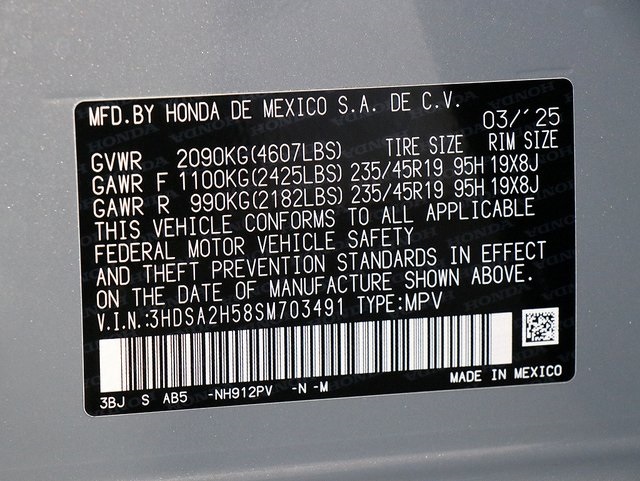 MFD.BY HONDA DE MEXICO S.A. DE C.V.
03/'25
GVWR 2090KG(4607LBS) TIRE SIZE RIM SIZE
GAWR F 1100KG(2425LBS) 235/45R19 95H 19X8J
GAWR R 990KG(2182LBS) 235/45R19 95H 19X8J
THIS VEHICLE CONFORMS TO ALL APPLICABLE
FEDERAL MOTOR VEHICLE SAFETY
AND THEFT PREVENTION STANDARDS IN EFFECT
ON THE DATE OF MANUFACTURE SHOWN ABOVE.
V.I.N.:3HDSA2H58SM703491 TYPE:MPV
3BJ S AB5 -NH912PV -N -M
MADE IN MEXICO